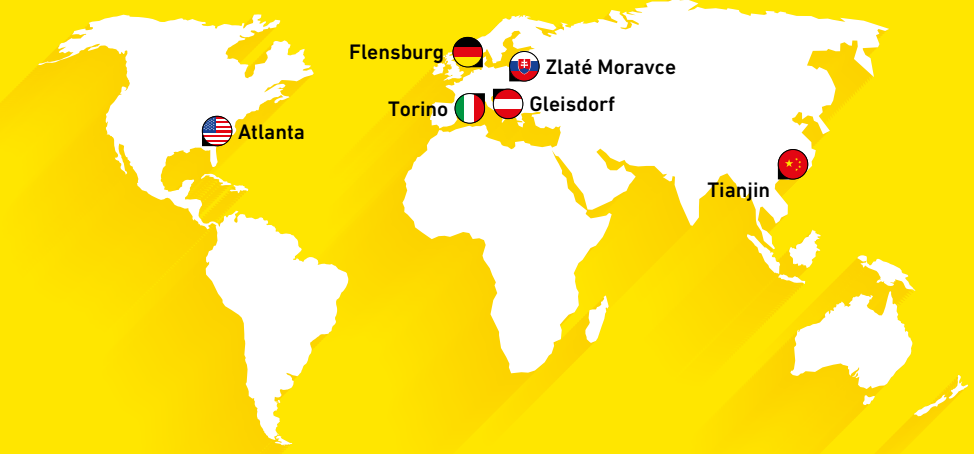 Flensburg
Zlaté Moravce
Torino
Gleisdorf
Atlanta
Tianjin